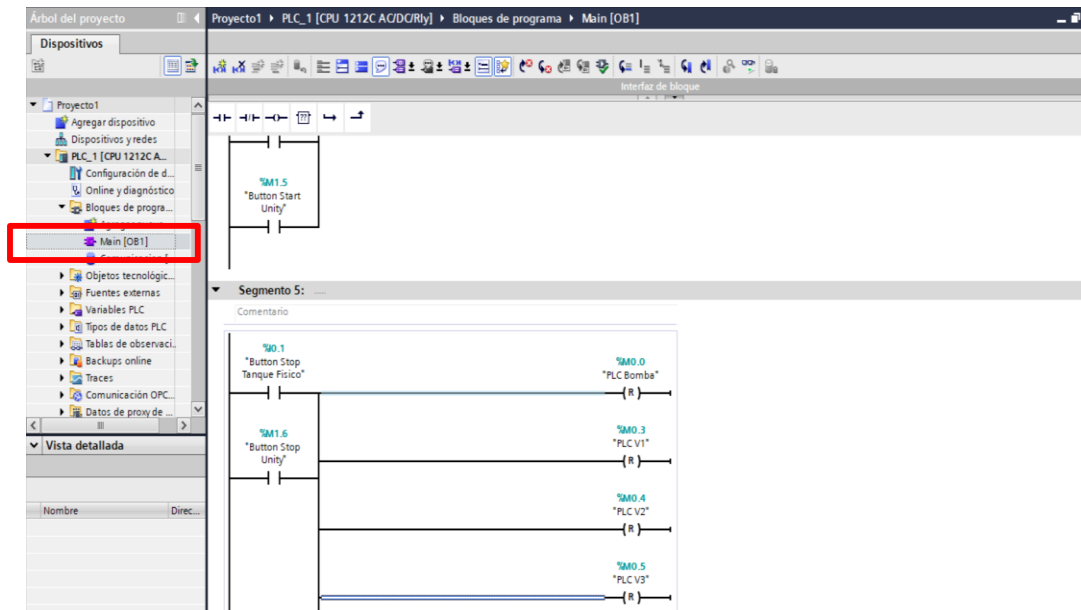 Árbol del proyecto
Proyecto1 ▸ PLC_1 [CPU 1212C AC/DC/Rly] ▸ Bloques de programa ▸ Main [OB1]
Dispositivos
Interfaz de bloque
Proyecto1
Agregar dispositivo
Dispositivos y redes
PLC_1 [CPU 1212C A...
Configuración de d...
Online y diagnóstico
Bloques de progra...
Main [OB1]
Objetos tecnológic...
Fuentes externas
Variables PLC
Tipos de datos PLC
Tablas de observaci..
Backups online
Traces
Comunicación OPC...
Datos de proxy de ...
Vista detallada
Nombre
Direc...
%M1.5
"Button Start
Unity"
Segmento 5: ....
Comentario
%I0.1
"Button Stop
Tanque Fisico"
%M0.0
"PLC Bomba"
R
%M1.6
"Button Stop
Unity"
%M0.3
"PLC V1"
R
%M0.4
"PLC V2"
R
%M0.5
"PLC V3"
R